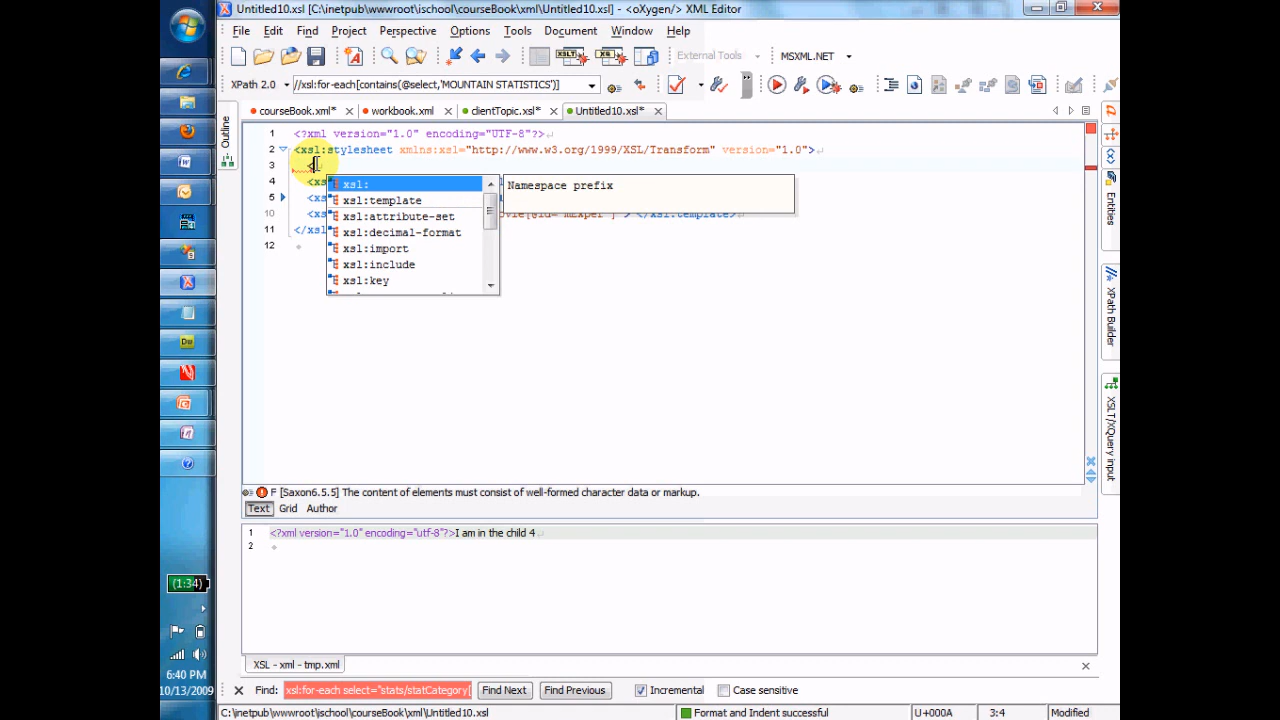 Untitled10.xsl [C:\inetpub\wwwroot\ischool\courseBook\xml\Untitled10.xsl] - <oXygen/> XML Editor
File Edit Find Project Perspective Options Tools Document Window Help
External Tools MSXML.NET
XPath 2.0 //xsl:for-each[contains(@select,'MOUNTAIN STATISTICS')]
courseBook.xml* workbook.xml clientTopic.xsl* Untitled10.xsl*
Outline
1 <?xml version="1.0" encoding="UTF-8"?>
2 <xsl:stylesheet xmlns:xsl="http://www.w3.org/1999/XSL/Transform" version="1.0">
3 <
4 <xs
5 <xs
10 <xs </xsl:template>
11 </xsl
12
xsl: Namespace prefix
xsl:template
xsl:attribute-set
xsl:decimal-format
xsl:import
xsl:include
xsl:key
Entities
XPath Builder
XSLT/XQuery input
F [Saxon6.5.5] The content of elements must consist of well-formed character data or markup.
Text Grid Author
1 <?xml version="1.0" encoding="utf-8"?>I am in the child 4
2
XSL - xml - tmp.xml
Find: xsl:for-each select="stats/statCategory[ Find Next Find Previous Incremental Case sensitive
C:\inetpub\wwwroot\ischool\courseBook\xml\Untitled10.xsl Format and Indent successful U+000A 3:4 Modified
(1:34)
6:40 PM
10/13/2009